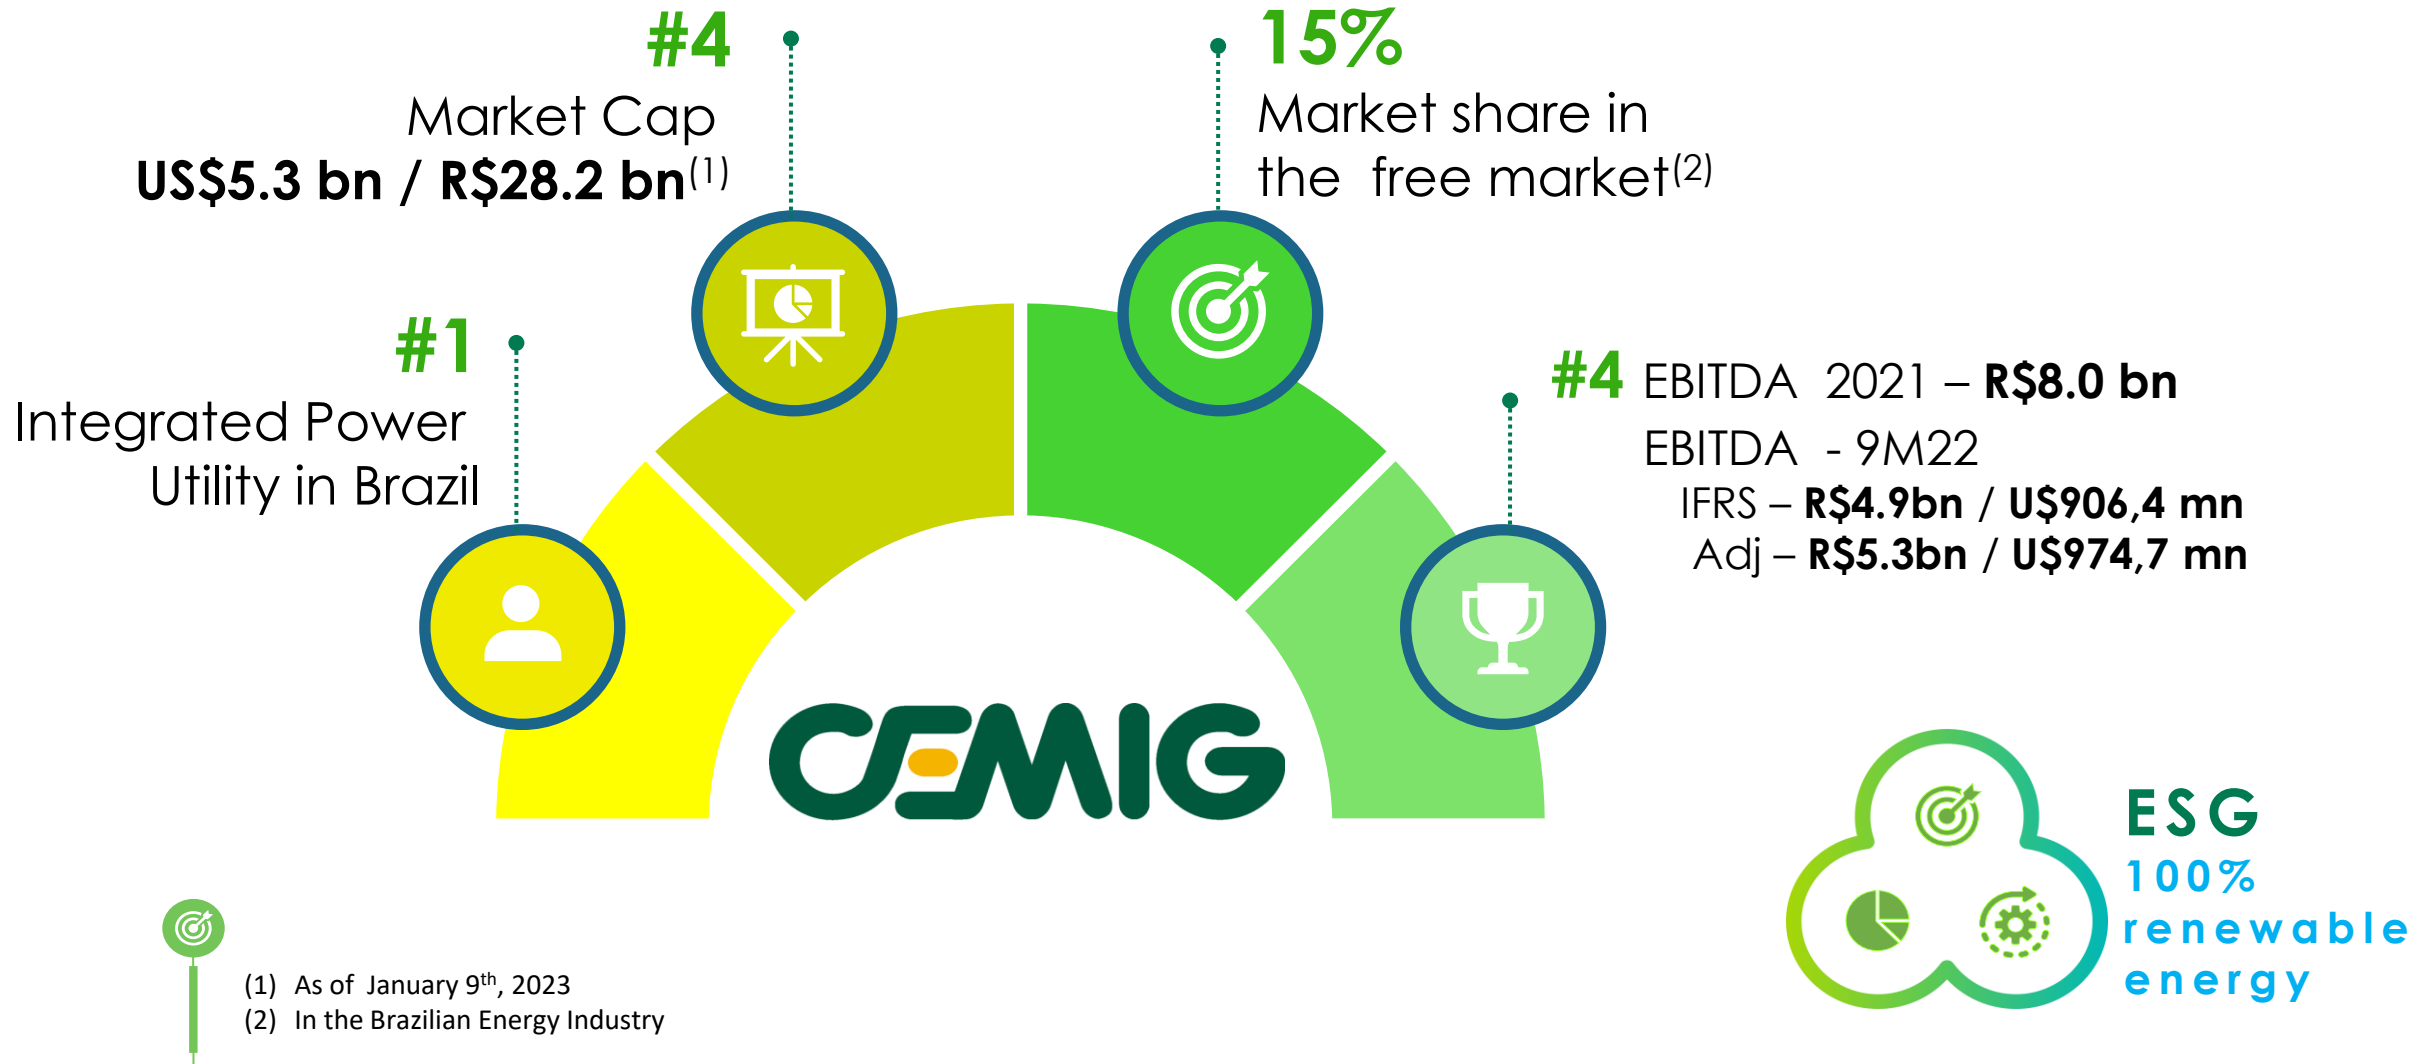 #4
Market Cap
US$5.3 bn / R$28.2 bn(1)
15%
Market share in
the free market(2)
#1
Integrated Power
Utility in Brazil
#4 EBITDA 2021 – R$8.0 bn
EBITDA - 9M22
IFRS – R$4.9bn / U$906,4 mn
Adj – R$5.3bn / U$974,7 mn
CEMIG
ESG
100%
renewable
energy
(1) As of January 9th, 2023
(2) In the Brazilian Energy Industry